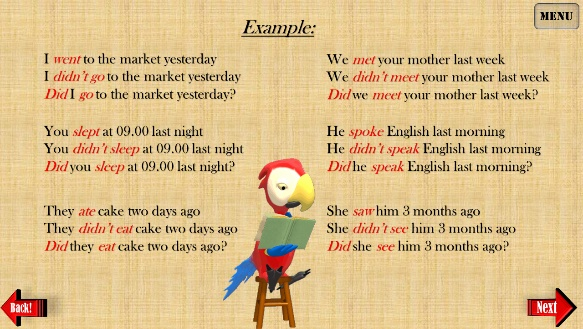 MENU
Example:
I went to the market yesterday
I didn't go to the market yesterday
Did I go to the market yesterday?
You slept at 09.00 last night
You didn't sleep at 09.00 last night
Did you sleep at 09.00 last night?
They ate cake two days ago
They didn't eat cake two days ago
Did they eat cake two days ago?
We met your mother last week
We didn't meet your mother last week
Did we meet your mother last week?
He spoke English last morning
He didn't speak English last morning
Did he speak English last morning?
She saw him 3 months ago
She didn't see him 3 months ago
Did she see him 3 months ago?
Back!
Next